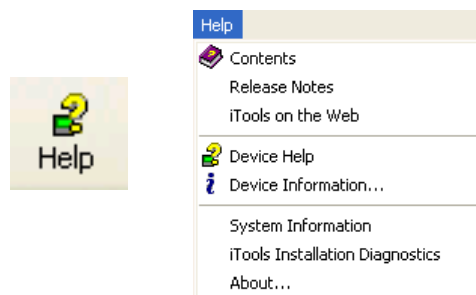 Help
Help
Contents
Release Notes
iTools on the Web
Device Help
Device Information...
System Information
iTools Installation Diagnostics
About...